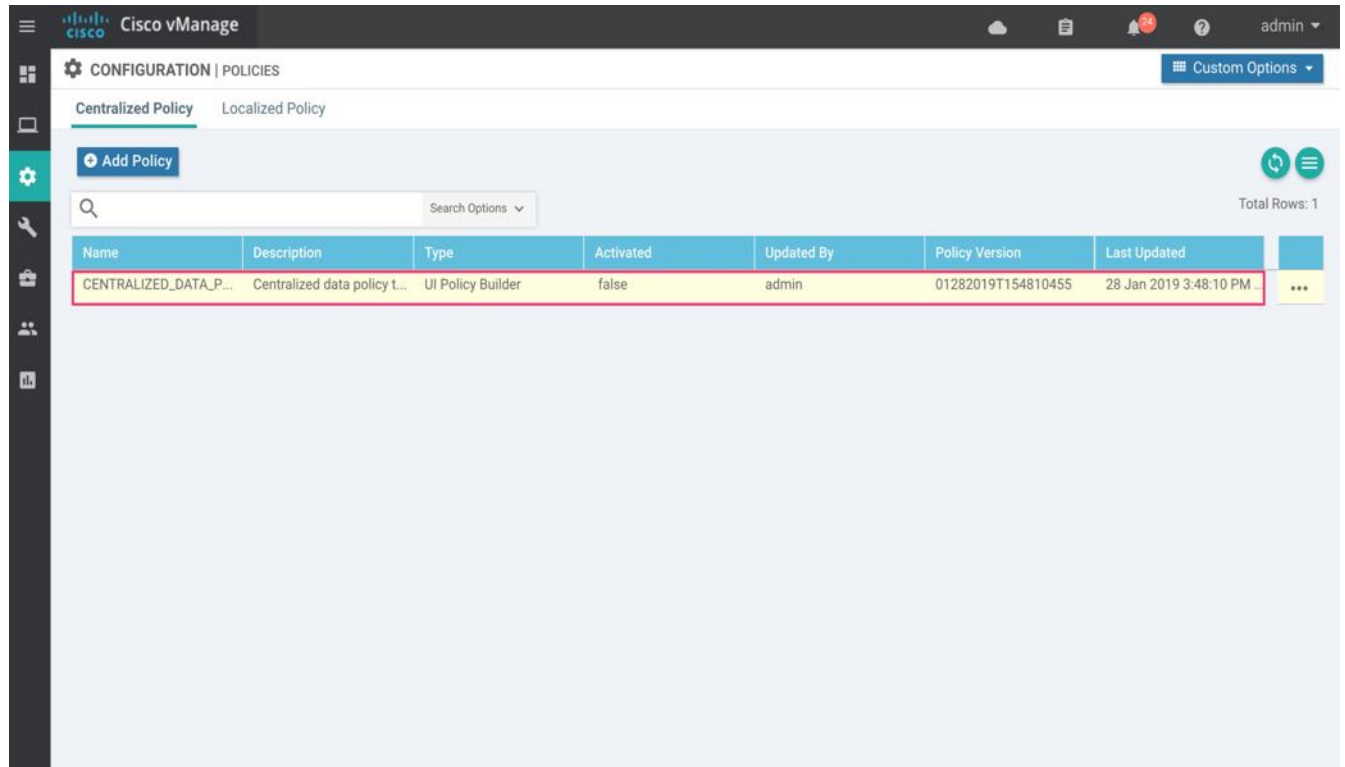 cisco Cisco vManage 24 admin
CONFIGURATION | POLICIES Custom Options
Centralized Policy Localized Policy
Add Policy
Search Options Total Rows: 1
Name Description Type Activated Updated By Policy Version Last Updated
CENTRALIZED_DATA_P... Centralized data policy t... UI Policy Builder false admin 01282019T154810455 28 Jan 2019 3:48:10 PM ...